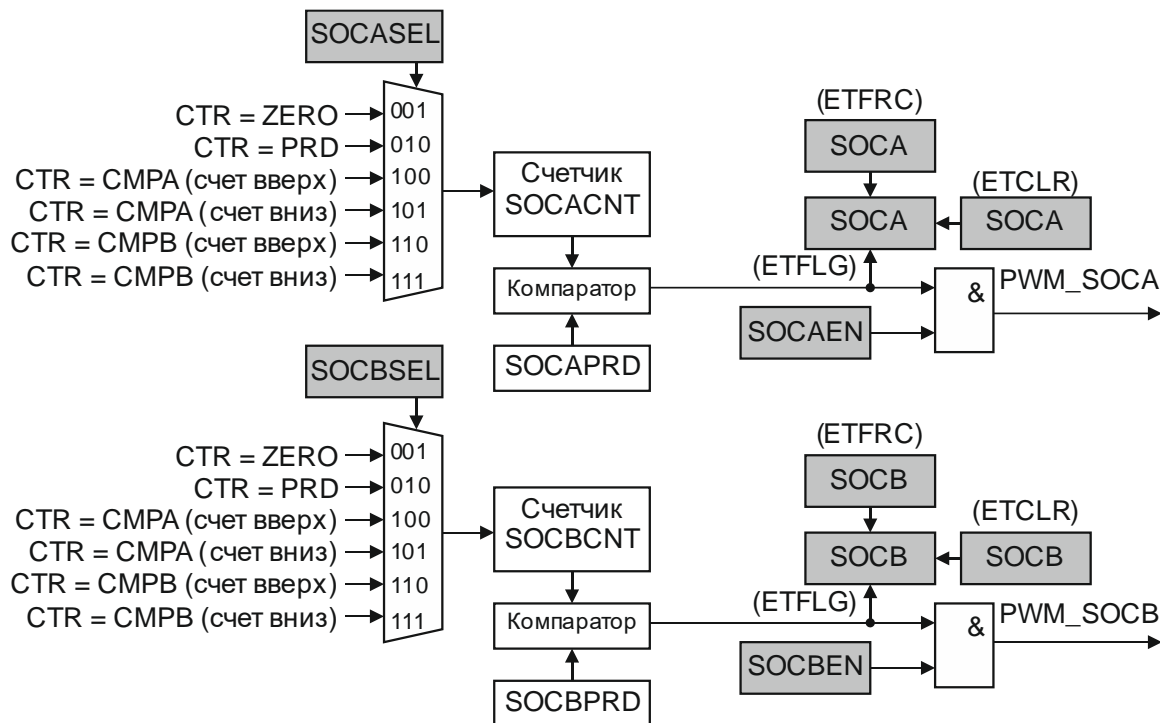 SOCASEL
CTR = ZERO
001
CTR = PRD
010
CTR = CMPA (счет вверх)
100
CTR = CMPA (счет вниз)
101
CTR = CMPB (счет вверх)
110
CTR = CMPB (счет вниз)
111
Счетчик
SOCACNT
Компаратор
SOCAPRD
(ETFRC)
SOCA
(ETCLR)
SOCA
SOCA
(ETFLG)
SOCAEN
&
PWM_SOCA
SOCBSEL
CTR = ZERO
001
CTR = PRD
010
CTR = CMPA (счет вверх)
100
CTR = CMPA (счет вниз)
101
CTR = CMPB (счет вверх)
110
CTR = CMPB (счет вниз)
111
Счетчик
SOCBCNT
Компаратор
SOCBPRD
(ETFRC)
SOCB
(ETCLR)
SOCB
SOCB
(ETFLG)
SOCBEN
&
PWM_SOCB